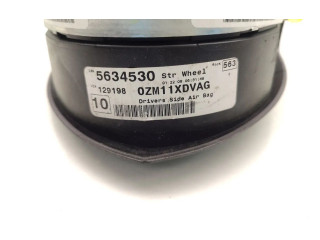 5634530 Str Wheel
563
129198 0ZM11XDVAG
10 Drivers Side Air Bag